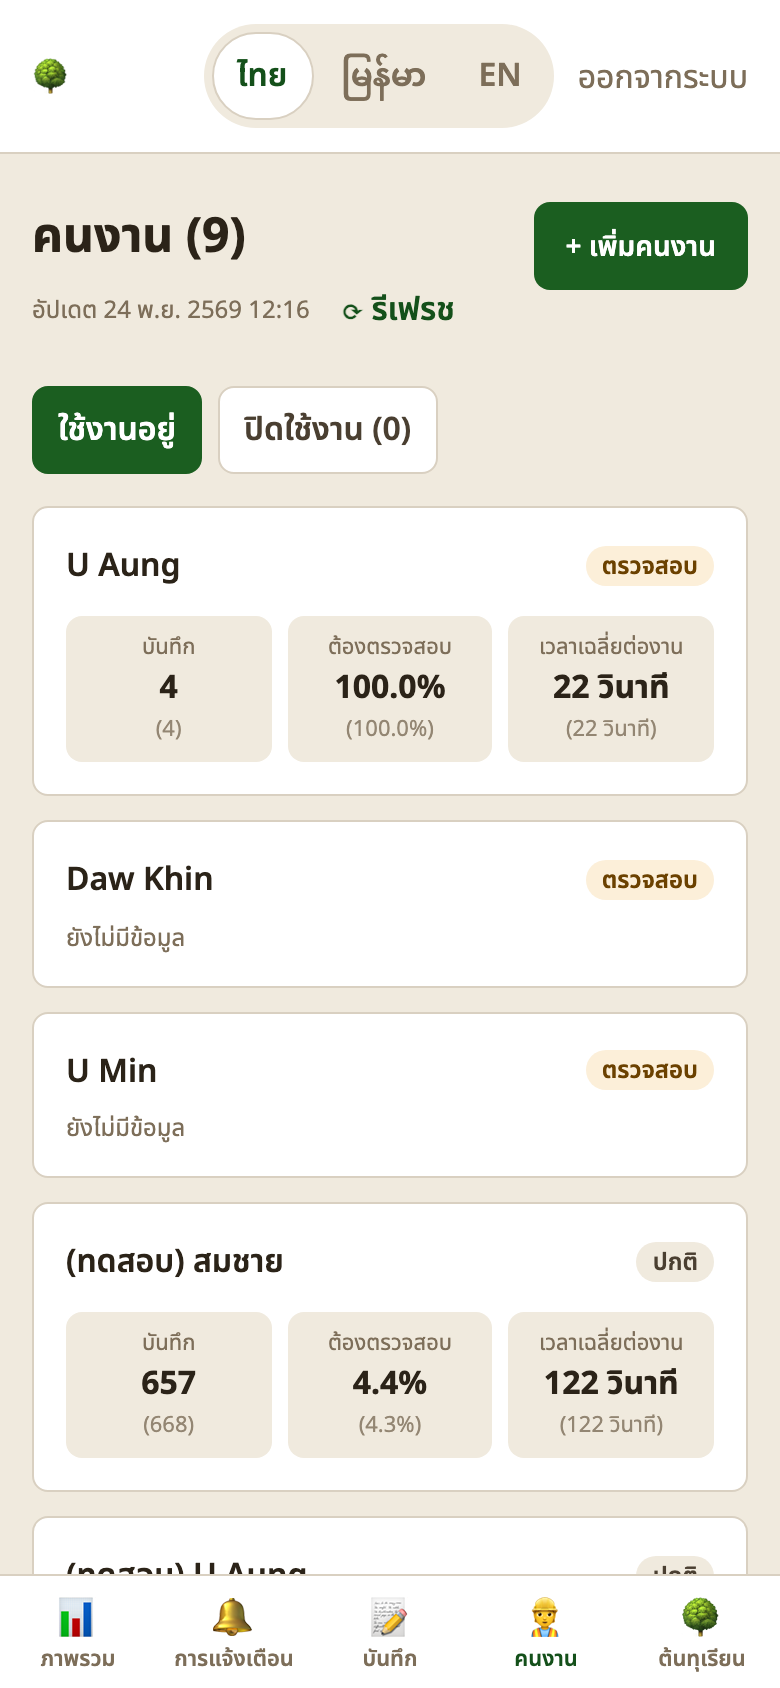 ไทย မြန်မာ EN ออกจากระบบ
คนงาน (9)
+ เพิ่มคนงาน
อัปเดต 24 พ.ย. 2569 12:16 ⟳ รีเฟรช
ใช้งานอยู่ ปิดใช้งาน (0)
U Aung ตรวจสอบ
บันทึก ต้องตรวจสอบ เวลาเฉลี่ยต่องาน
4 100.0% 22 วินาที
(4) (100.0%) (22 วินาที)
Daw Khin ตรวจสอบ
ยังไม่มีข้อมูล
U Min ตรวจสอบ
ยังไม่มีข้อมูล
(ทดสอบ) สมชาย ปกติ
บันทึก ต้องตรวจสอบ เวลาเฉลี่ยต่องาน
657 4.4% 122 วินาที
(668) (4.3%) (122 วินาที)
(ทดสอบ) U Aung ปกติ
ภาพรวม การแจ้งเตือน บันทึก คนงาน ต้นทุเรียน